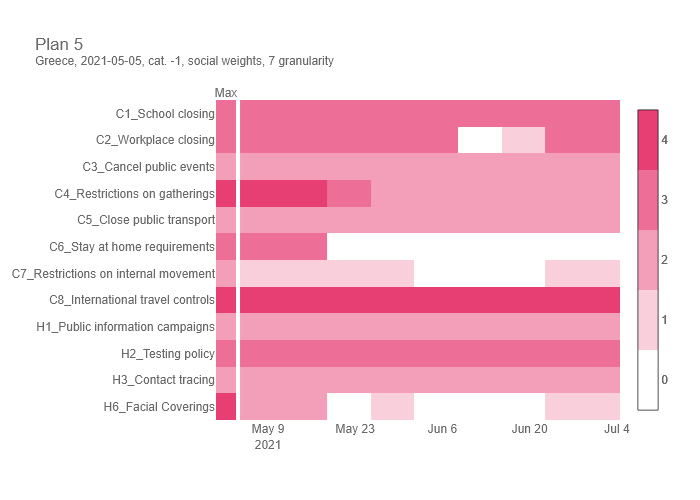 Plan 5
Greece, 2021-05-05, cat. -1, social weights, 7 granularity
Max
C1_School closing
C2_Workplace closing
C3_Cancel public events
C4_Restrictions on gatherings
C5_Close public transport
C6_Stay at home requirements
C7_Restrictions on internal movement
C8_International travel controls
H1_Public information campaigns
H2_Testing policy
H3_Contact tracing
H6_Facial Coverings
May 9
2021
May 23
Jun 6
Jun 20
Jul 4
4
3
2
1
0